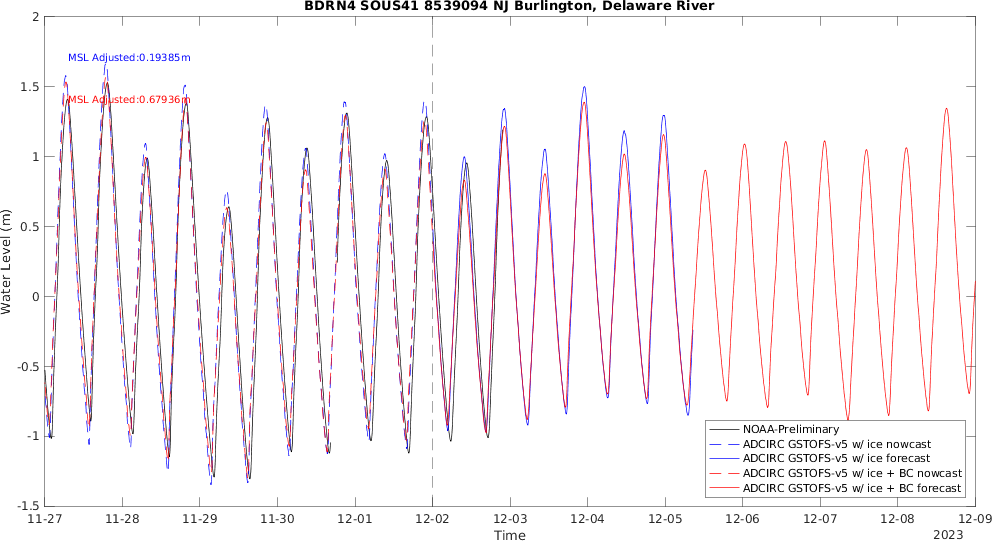 BDRN4 SOUS41 8539094 NJ Burlington, Delaware River
2
1.5
1
0.5
0
-0.5
-1
-1.5
Water Level (m)
MSL Adjusted:0.19385m
MSL Adjusted:0.67936m
NOAA-Preliminary
ADCIRC GSTOFS-v5 w/ ice nowcast
ADCIRC GSTOFS-v5 w/ ice forecast
ADCIRC GSTOFS-v5 w/ ice + BC nowcast
ADCIRC GSTOFS-v5 w/ ice + BC forecast
11-27 11-28 11-29 11-30 12-01 12-02 12-03 12-04 12-05 12-06 12-07 12-08 12-09
Time
2023